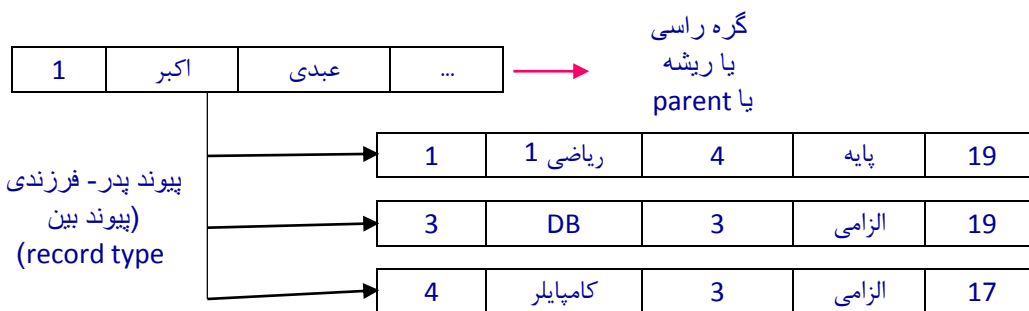 گره راسی
یا ریشه
یا parent
1 اکبر عبدی ...
1 ریاضی 1 4 پایه 19
پیوند پدر- فرزندی
(پیوند بین
record type)
3 DB 3 الزامی 19
4 کامپایلر 3 الزامی 17